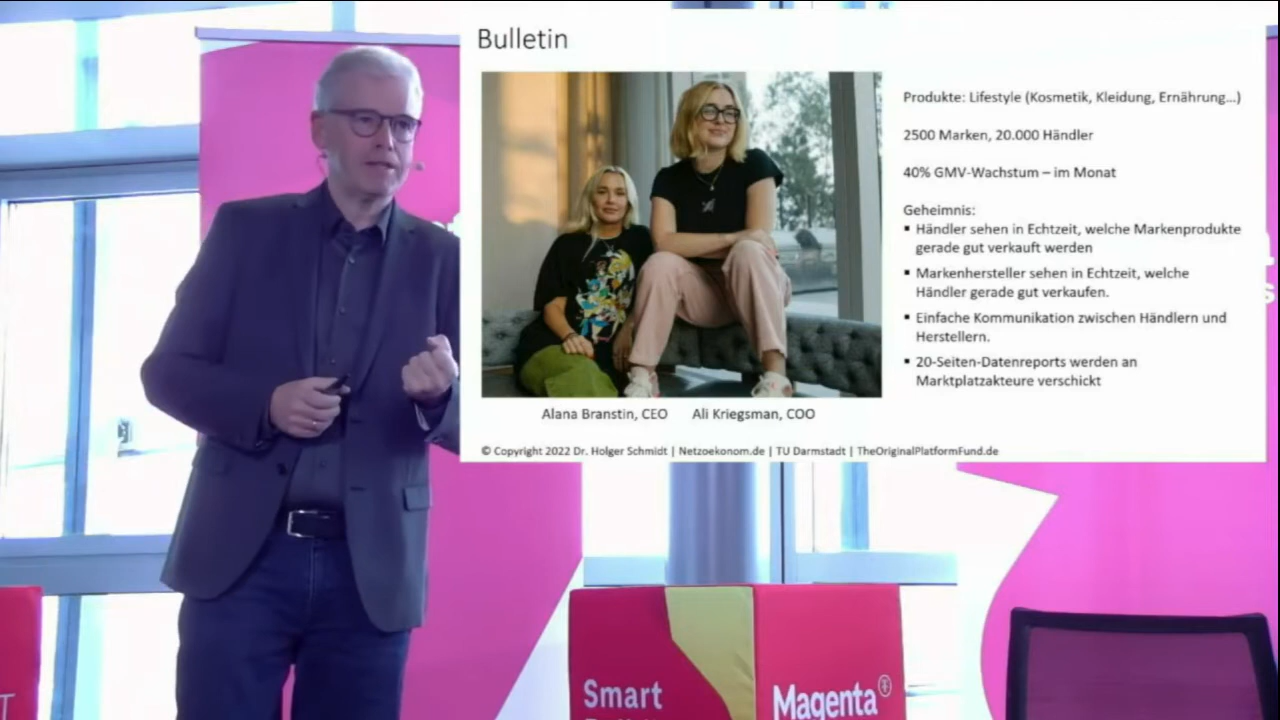 Bulletin
Produkte: Lifestyle (Kosmetik, Kleidung, Ernährung...)
2500 Marken, 20.000 Händler
40% GMV-Wachstum – im Monat
Geheimnis:
▪ Händler sehen in Echtzeit, welche Markenprodukte
gerade gut verkauft werden
▪ Markenhersteller sehen in Echtzeit, welche
Händler gerade gut verkaufen.
▪ Einfache Kommunikation zwischen Händlern und
Herstellern.
▪ 20-Seiten-Datenreports werden an
Marktplatzakteure verschickt
Alana Branstin, CEO Ali Kriegsman, COO
© Copyright 2022 Dr. Holger Schmidt | Netzoekonom.de | TU Darmstadt | TheOriginalPlatformFund.de
Smart
Magenta®